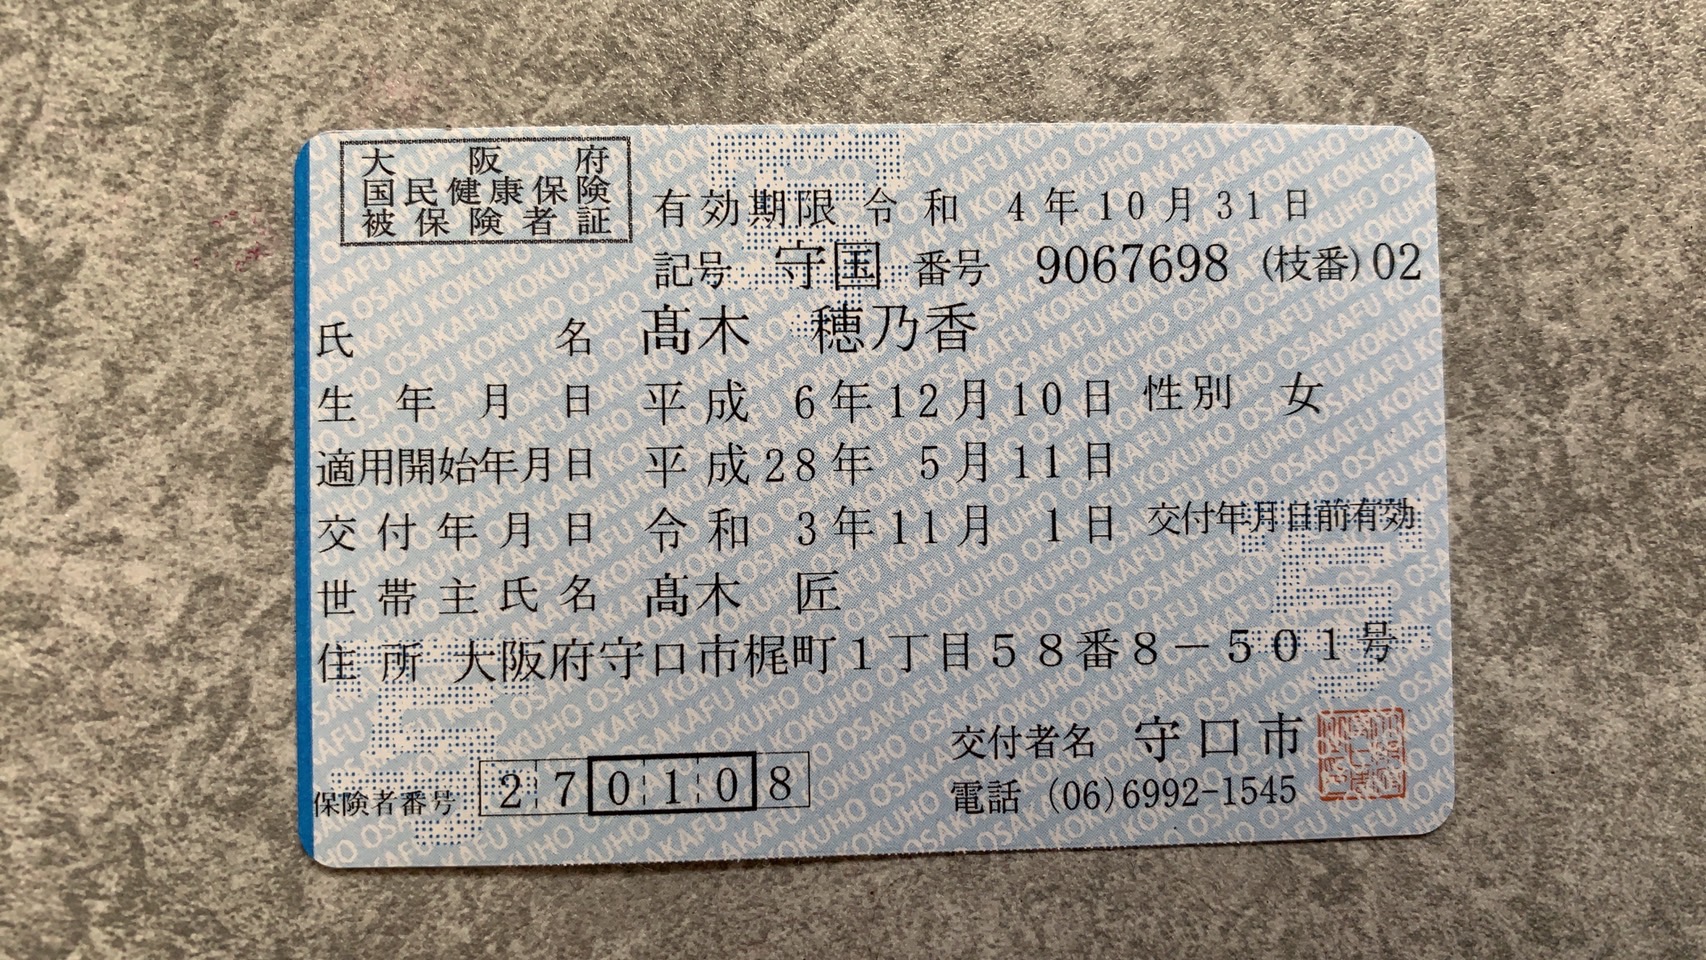 大阪府
国民健康保険
被保険者証
有効期限 令和 4年10月31日
記号 守国 番号 9067698 (枝番)02
氏名 髙木 穂乃香
生年月日 平成 6年12月10日 性別 女
適用開始年月日 平成28年 5月11日
交付年月日 令和 3年11月 1日 交付年月日前有効
世帯主氏名 髙木 匠
住所 大阪府守口市梶町1丁目58番8-501号
交付者名 守口市
電話 (06)6992-1545
保険者番号 270108